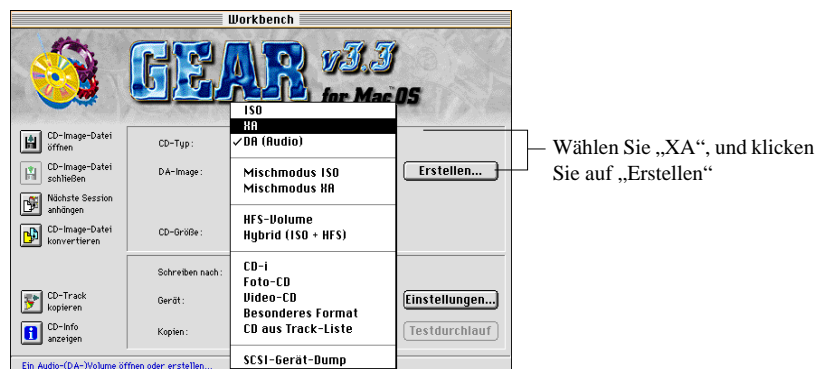 Workbench
GEAR v3.3
for Mac OS
CD-Image-Datei
öffnen
CD-Image-Datei
schließen
Nächste Session
anhängen
CD-Image-Datei
konvertieren
CD-Track
kopieren
CD-Info
anzeigen
CD-Typ:
DA-Image:
CD-Größe:
Schreiben nach:
Gerät:
Kopien:
ISO
XA
✓DA (Audio)
Mischmodus ISO
Mischmodus XA
HFS-Volume
Hybrid (ISO + HFS)
CD-i
Foto-CD
Video-CD
Besonderes Format
CD aus Track-Liste
SCSI-Gerät-Dump
Erstellen...
Einstellungen...
Testdurchlauf
Ein Audio-(DA-)Volume öffnen oder erstellen...
Wählen Sie „XA“, und klicken
Sie auf „Erstellen“